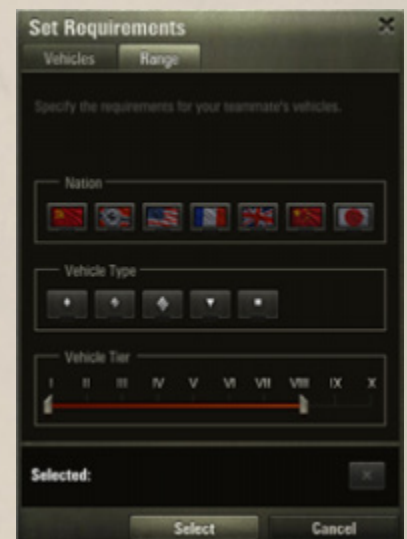 Set Requirements
Vehicles Range
Specify the requirements for your teammate's vehicles.
Nation
Vehicle Type
Vehicle Tier
I II III IV V VI VII VIII IX X
Selected:
Select Cancel